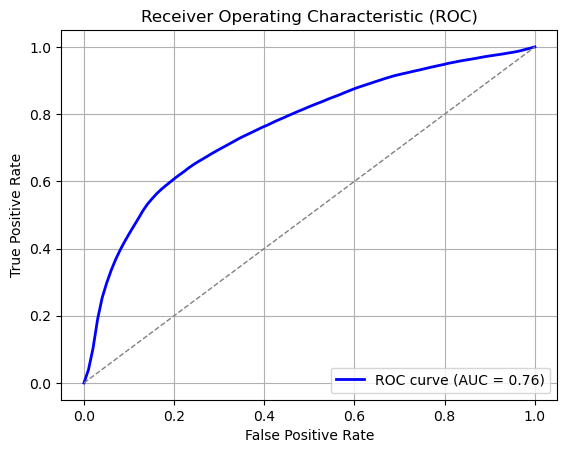 Receiver Operating Characteristic (ROC)
True Positive Rate
1.0
0.8
0.6
0.4
0.2
0.0
0.0 0.2 0.4 0.6 0.8 1.0
False Positive Rate
ROC curve (AUC = 0.76)